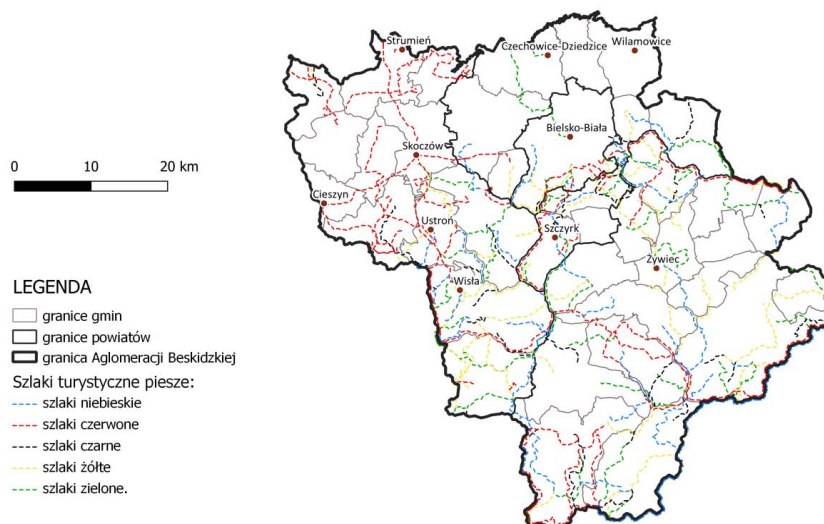 Strumień
Czechowice-Dziedzice
Wilamowice
Bielsko-Biała
Skoczów
Cieszyn
Ustroń
Szczyrk
Żywiec
Wisła
0 10 20 km
LEGENDA
granice gmin
granice powiatów
granica Aglomeracji Beskidzkiej
Szlaki turystyczne piesze:
szlaki niebieskie
szlaki czerwone
szlaki czarne
szlaki żółte
szlaki zielone.